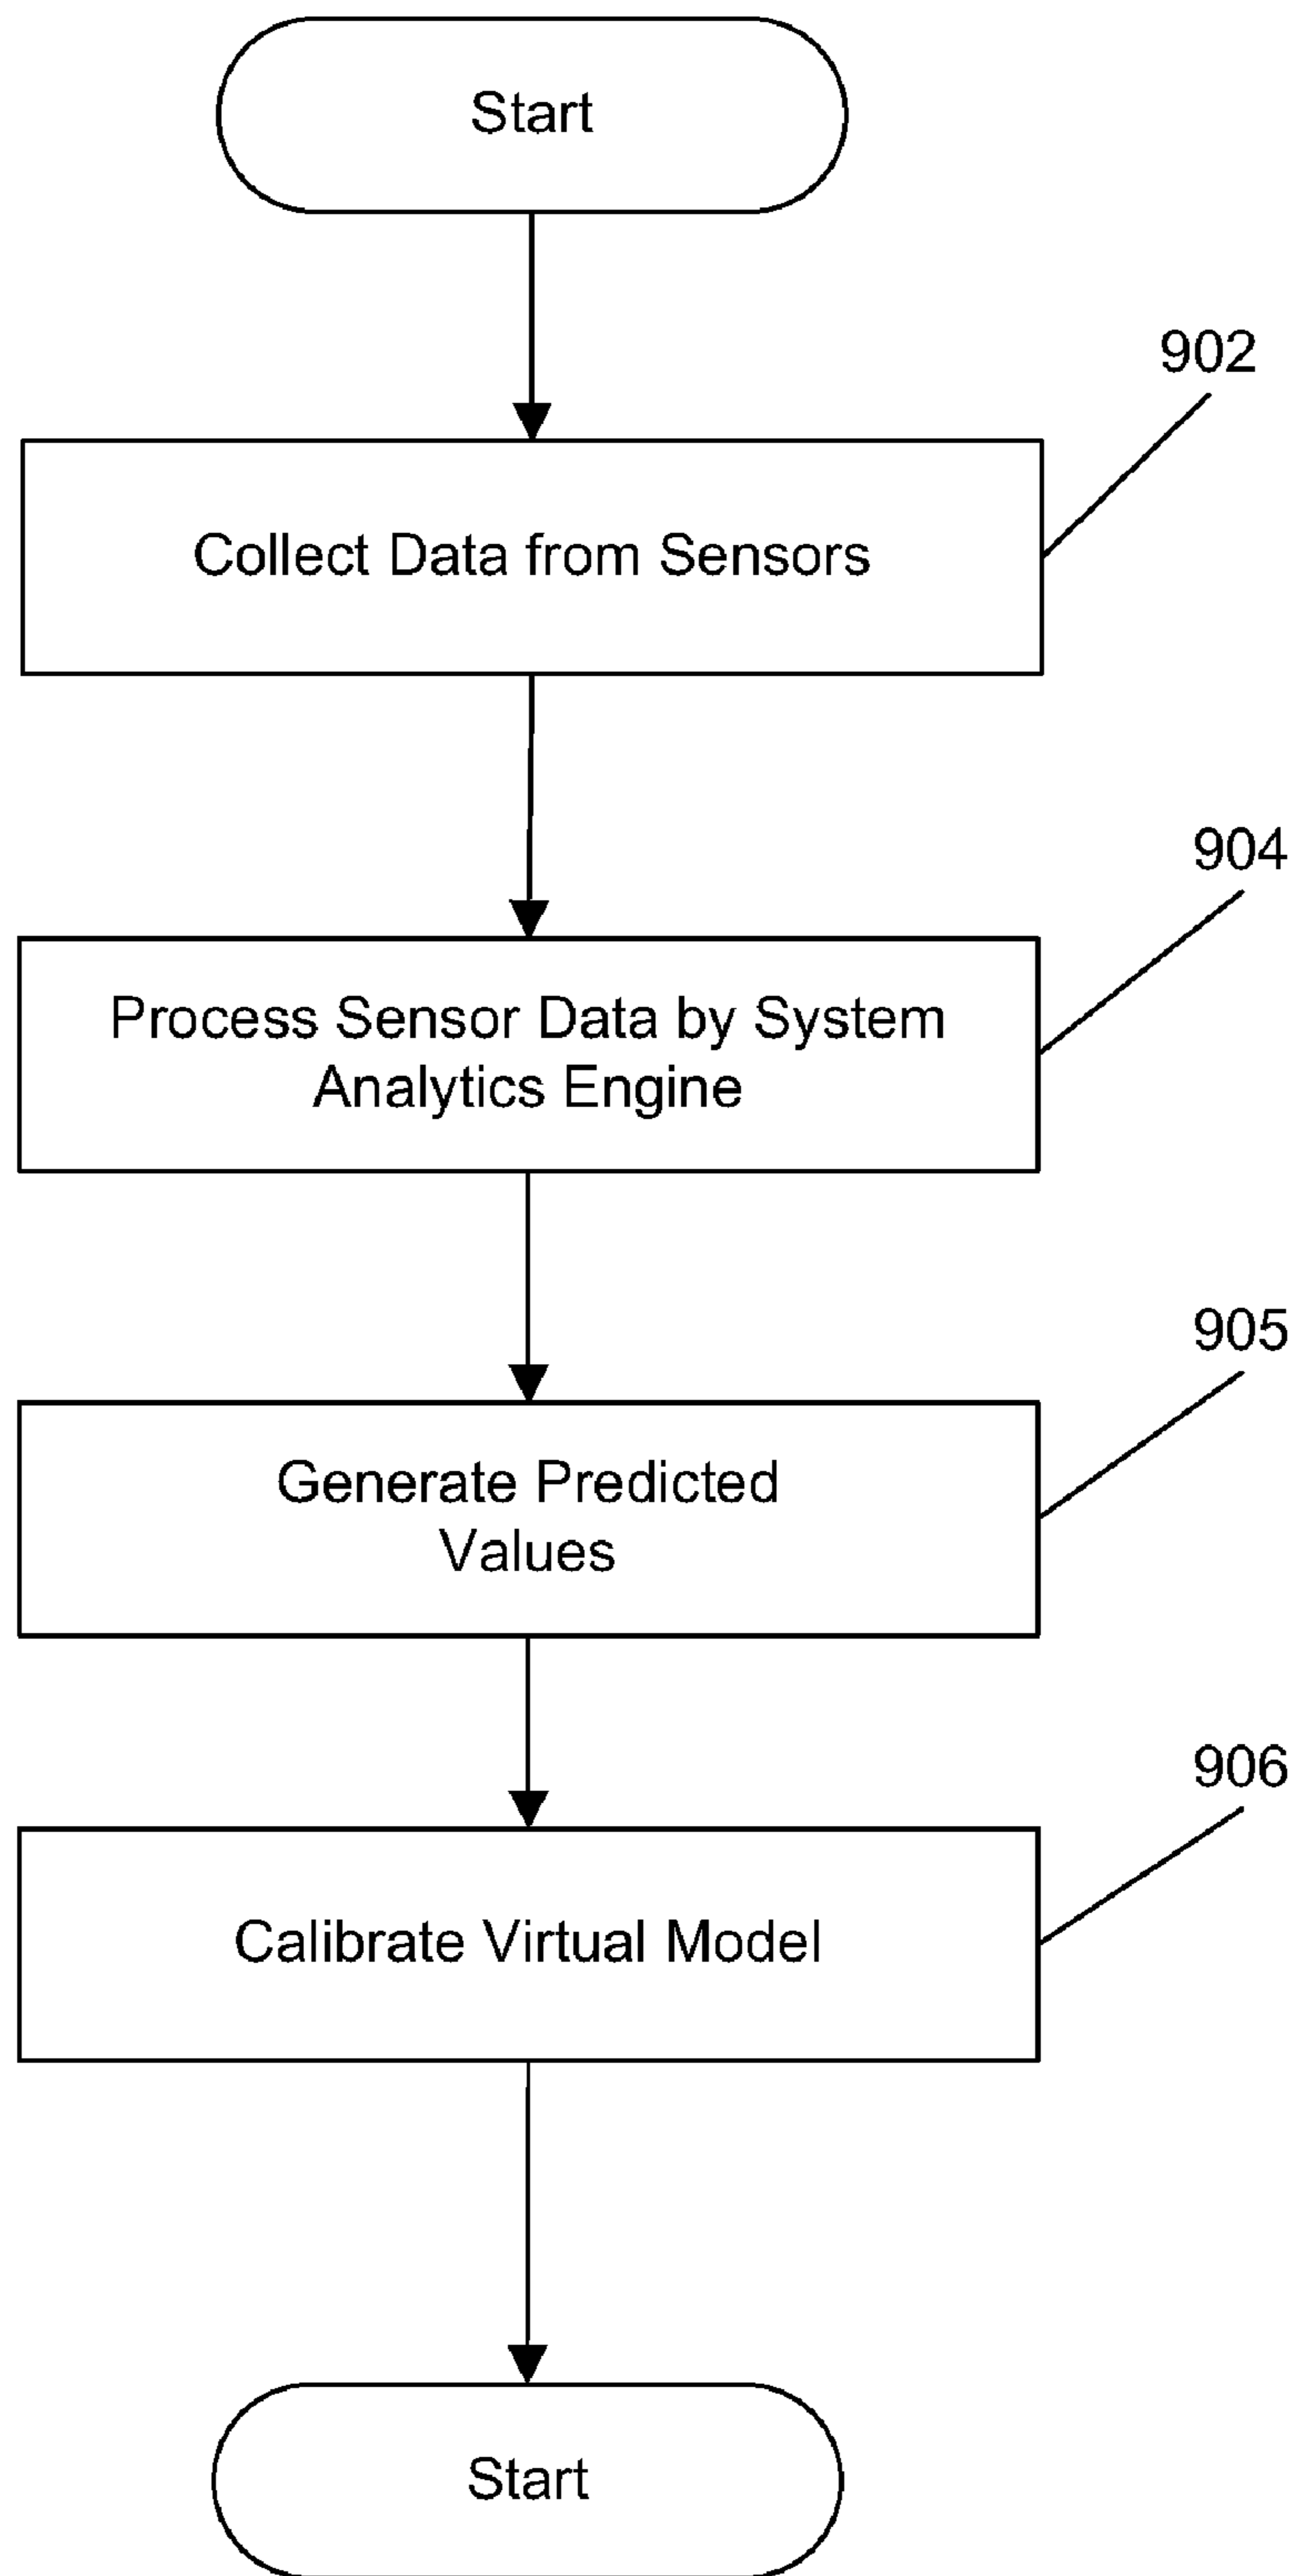 Start
902
Collect Data from Sensors
904
Process Sensor Data by System
Analytics Engine
905
Generate Predicted
Values
906
Calibrate Virtual Model
Start